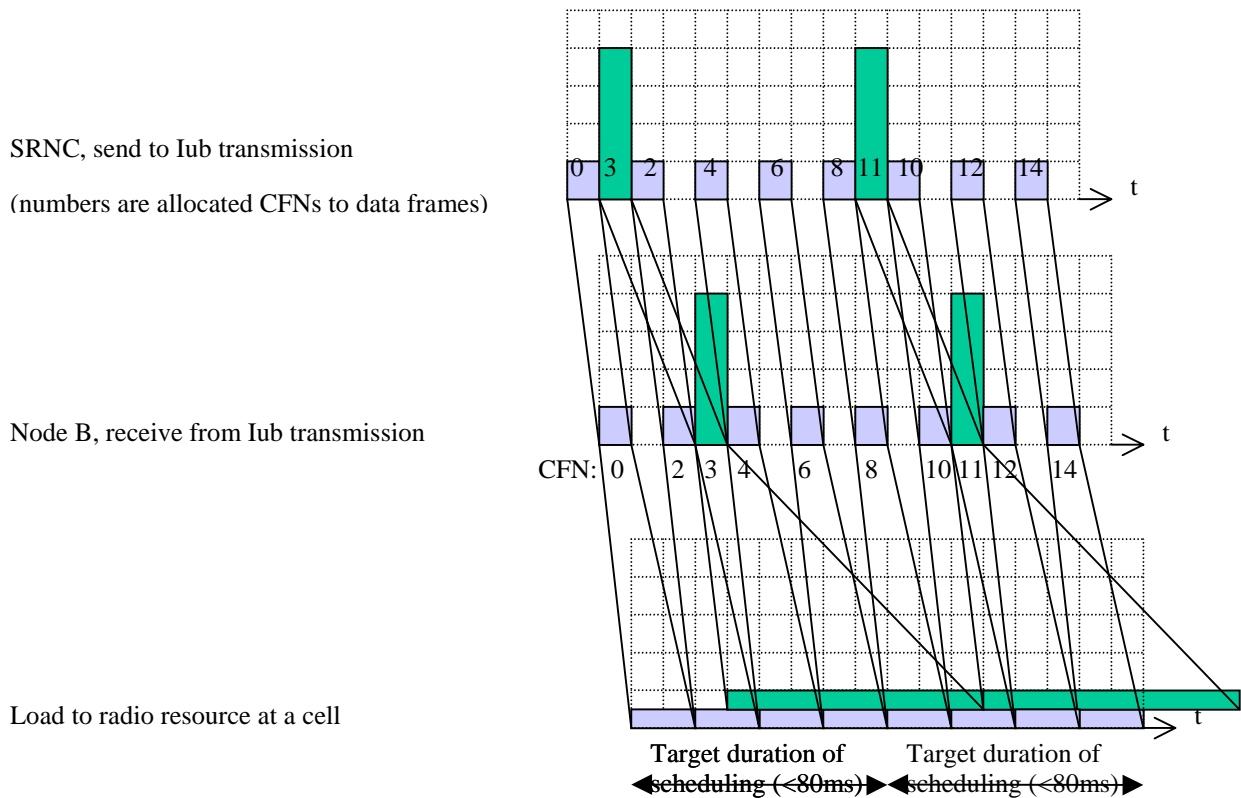 0 3 2 4 6 8 11 10 12 14
SRNC, send to Iub transmission
t
(numbers are allocated CFNs to data frames)
Node B, receive from Iub transmission
t
CFN: 0 2 3 4 6 8 10 11 12 14
Load to radio resource at a cell
t
Target duration of
scheduling (<80ms)
Target duration of
scheduling (<80ms)